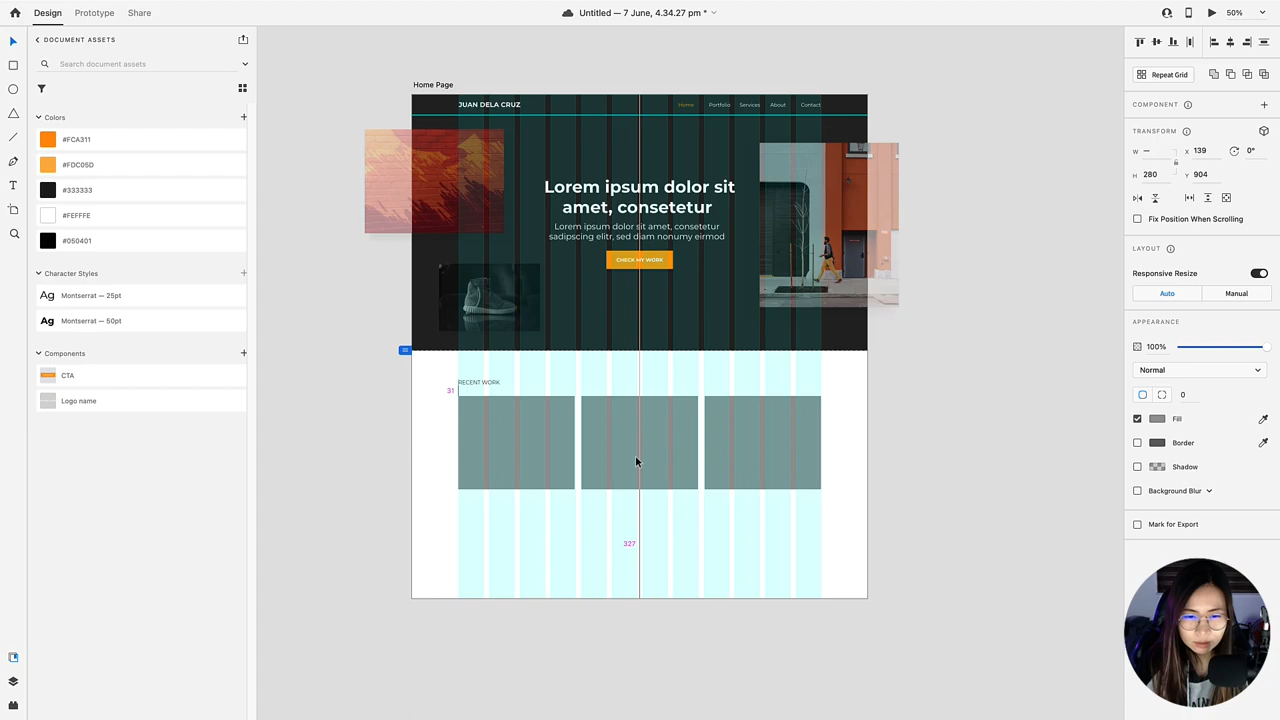 Design Prototype Share
Untitled — 7 June, 4.34.27 pm *
50%
DOCUMENT ASSETS
Search document assets
Colors
#FCA311
#FDC05D
#333333
#FEFFFE
#050401
Character Styles
Ag Montserrat — 25pt
Ag Montserrat — 50pt
Components
CTA
Logo name
Home Page
JUAN DELA CRUZ
Home Portfolio Services About Contact
Lorem ipsum dolor sit
amet, consetetur
Lorem ipsum dolor sit amet, consetetur
sadipscing elitr, sed diam nonumy eirmod
CHECK MY WORK
RECENT WORK
31
327
Repeat Grid
COMPONENT
TRANSFORM
W — X 139 0°
H 280 Y 904
Fix Position When Scrolling
LAYOUT
Responsive Resize
Auto Manual
APPEARANCE
100%
Normal
0
Fill
Border
Shadow
Background Blur
Mark for Export